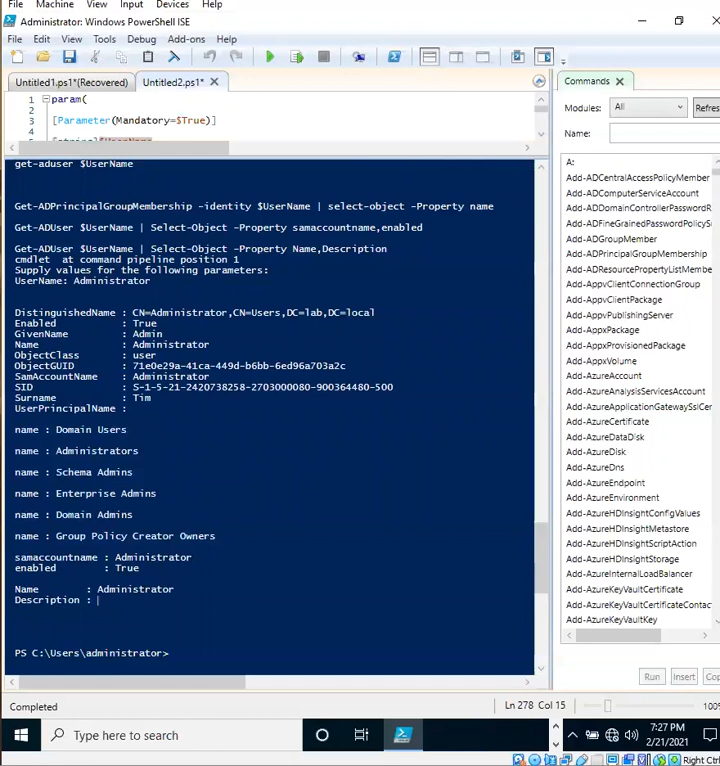 File Machine View Input Devices Help
Administrator: Windows PowerShell ISE
File Edit View Tools Debug Add-ons Help
Untitled1.ps1*(Recovered) Untitled2.ps1* X
1 param(
2
3 [Parameter(Mandatory=$True)]
4
5 [string]$UserName
get-aduser $UserName
Get-ADPrincipalGroupMembership -identity $UserName | select-object -Property name
Get-ADUser $UserName | Select-Object -Property samaccountname,enabled
Get-ADUser $UserName | Select-Object -Property Name,Description
cmdlet  at command pipeline position 1
Supply values for the following parameters:
UserName: Administrator
DistinguishedName : CN=Administrator,CN=Users,DC=lab,DC=local
Enabled           : True
GivenName         : Admin
Name              : Administrator
ObjectClass       : user
ObjectGUID        : 71e0e29a-41ca-449d-b6bb-6ed96a703a2c
SamAccountName    : Administrator
SID               : S-1-5-21-2420738258-2703000080-900364480-500
Surname           : Tim
UserPrincipalName :
name : Domain Users
name : Administrators
name : Schema Admins
name : Enterprise Admins
name : Domain Admins
name : Group Policy Creator Owners
samaccountname : Administrator
enabled        : True
Name        : Administrator
Description :
PS C:\Users\administrator>
Completed
Ln 278 Col 15
100%
Commands X
Modules: All Refres
Name:
A:
Add-ADCentralAccessPolicyMember
Add-ADComputerServiceAccount
Add-ADDomainControllerPasswordR
Add-ADFineGrainedPasswordPolicyS
Add-ADGroupMember
Add-ADPrincipalGroupMembership
Add-ADResourcePropertyListMembe
Add-AppvClientConnectionGroup
Add-AppvClientPackage
Add-AppvPublishingServer
Add-AppxPackage
Add-AppxProvisionedPackage
Add-AppxVolume
Add-AzureAccount
Add-AzureAnalysisServicesAccount
Add-AzureApplicationGatewaySslCer
Add-AzureCertificate
Add-AzureDataDisk
Add-AzureDisk
Add-AzureDns
Add-AzureEndpoint
Add-AzureEnvironment
Add-AzureHDInsightConfigValues
Add-AzureHDInsightMetastore
Add-AzureHDInsightScriptAction
Add-AzureHDInsightStorage
Add-AzureInternalLoadBalancer
Add-AzureKeyVaultCertificate
Add-AzureKeyVaultCertificateContac
Add-AzureKeyVaultKey
Run Insert Cop
Type here to search
7:27 PM
2/21/2021
Right Ctrl